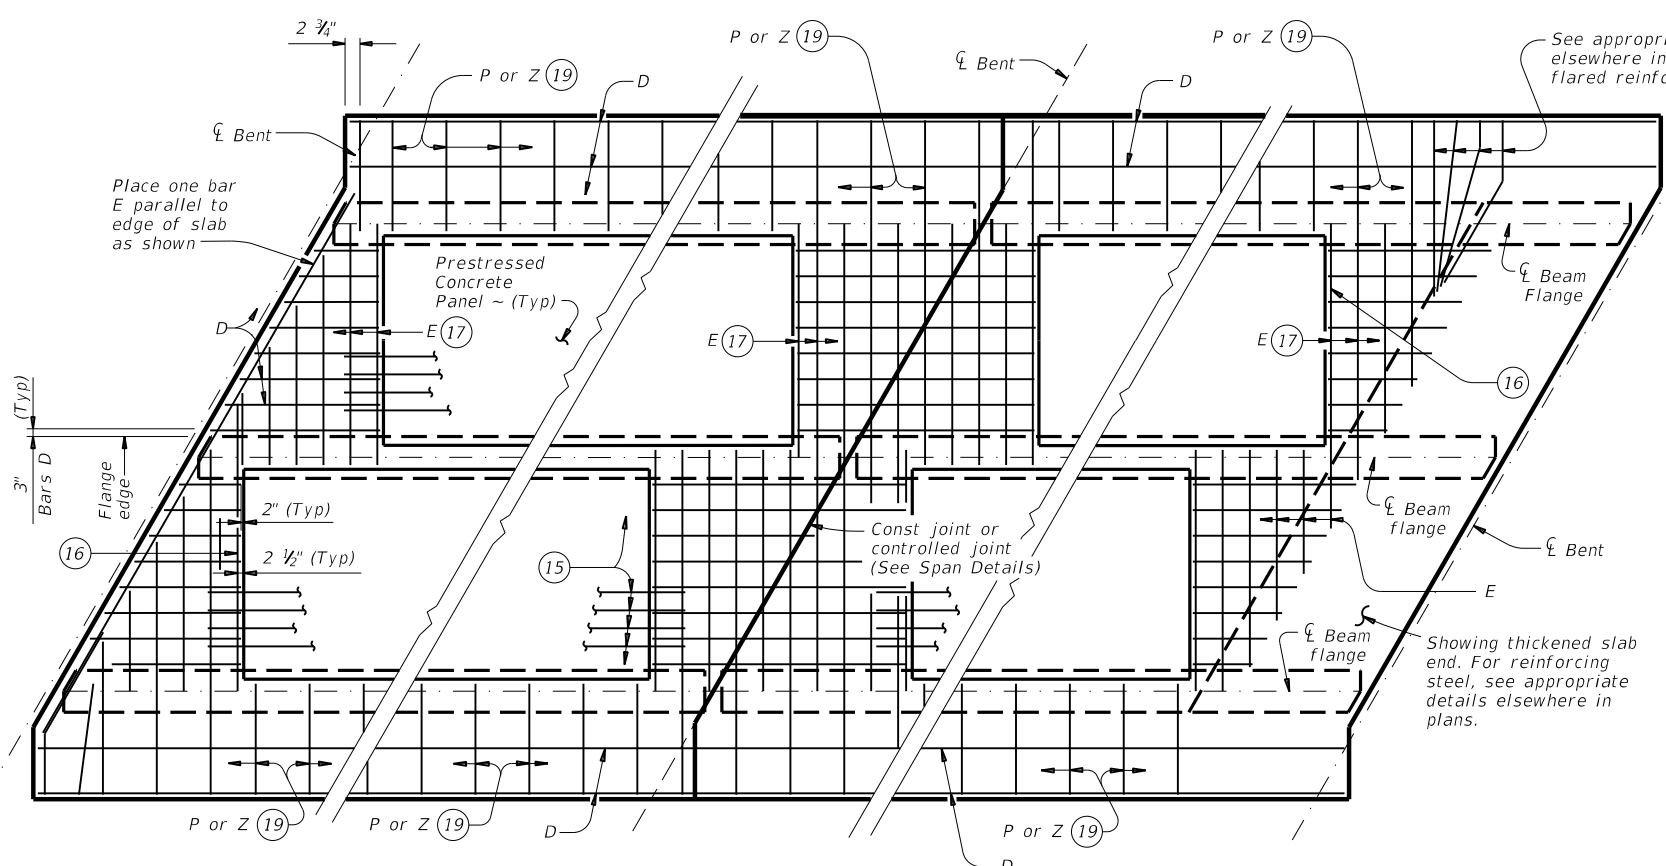 2 ¾"
P or Z 19
D
P or Z 19
℄ Bent
D
P or Z 19
See
elsewhere in
flared
℄ Bent
Place one bar
E parallel to
edge of slab
as shown
Prestressed
Concrete
Panel ~ (Typ)
℄ Beam
Flange
D
E 17
E 17
E 17
16
3" (Typ)
Bars D
Flange
edge
2" (Typ)
16
2 ½" (Typ)
15
Const joint or
controlled joint
(See Span Details)
℄ Beam
flange
℄ Bent
E
℄ Beam
flange
Showing thickened slab
end. For reinforcing
steel, see appropriate
details elsewhere in
plans.
P or Z 19
P or Z 19
D
P or Z 19
D